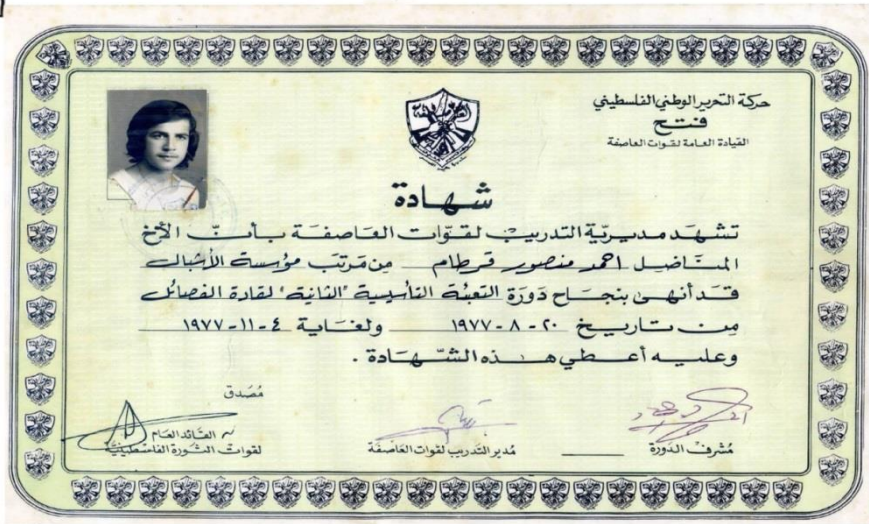 حركة التحرير الوطني الفلسطيني
فتح
القيادة العامة لقوات العاصفة
العاصفة
شهادة
تشهد مديرية التدريب لقوات العاصفة بأن الأخ
المناضل احمد منصور قرطام من مرتب مؤسسة الأشبال
قد أنهى بنجاح دورة التعبئة التأسيسية "الثانية" لقادة الفصائل
من تاريخ ٢٠-٨-١٩٧٧ ولغاية ٤-١١-١٩٧٧
وعليه أعطي هذه الشهادة .
مصدق
القائد العام
لقوات الثورة الفلسطينية
مدير التدريب لقوات العاصفة
مشرف الدورة